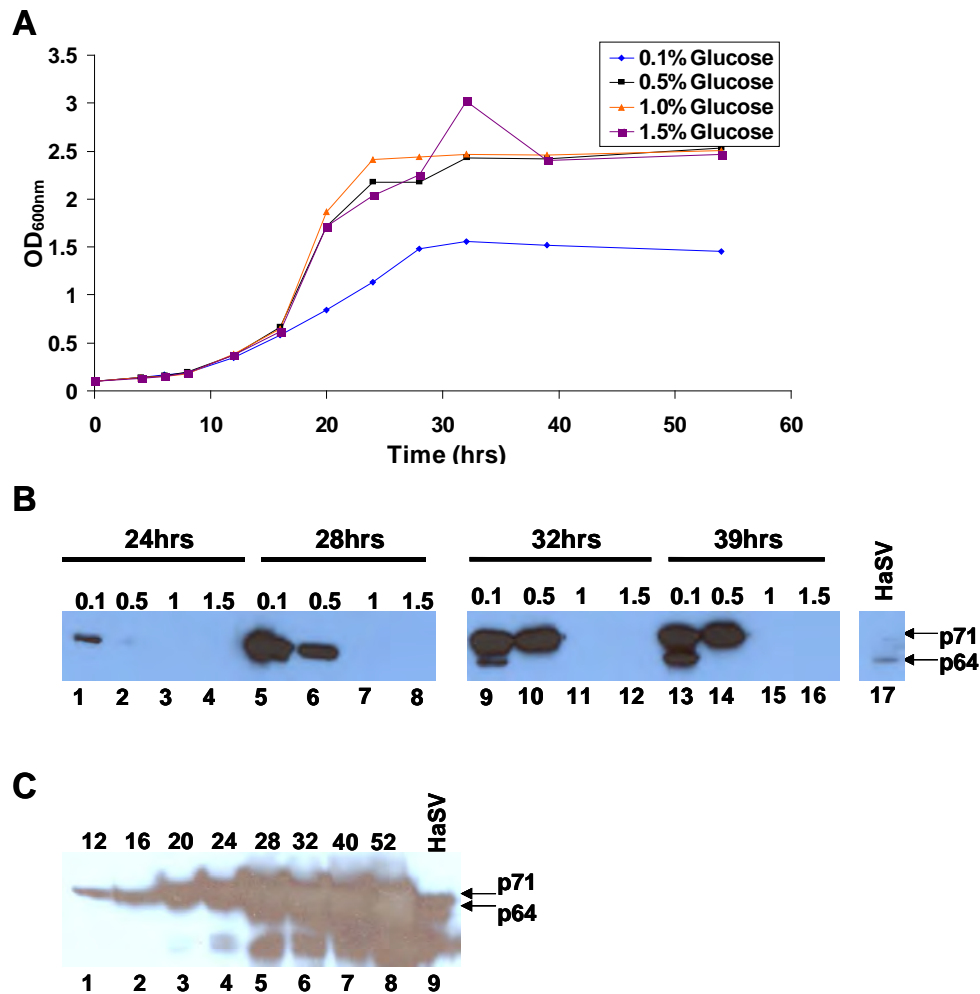 A
3.5
3
2.5
2
1.5
1
0.5
0
OD600nm
0 10 20 30 40 50 60
Time (hrs)
0.1% Glucose
0.5% Glucose
1.0% Glucose
1.5% Glucose
B
24hrs 28hrs 32hrs 39hrs
0.1 0.5 1 1.5 0.1 0.5 1 1.5 0.1 0.5 1 1.5 0.1 0.5 1 1.5 HaSV
p71
p64
1 2 3 4 5 6 7 8 9 10 11 12 13 14 15 16 17
C
12 16 20 24 28 32 40 52 HaSV
p71
p64
1 2 3 4 5 6 7 8 9